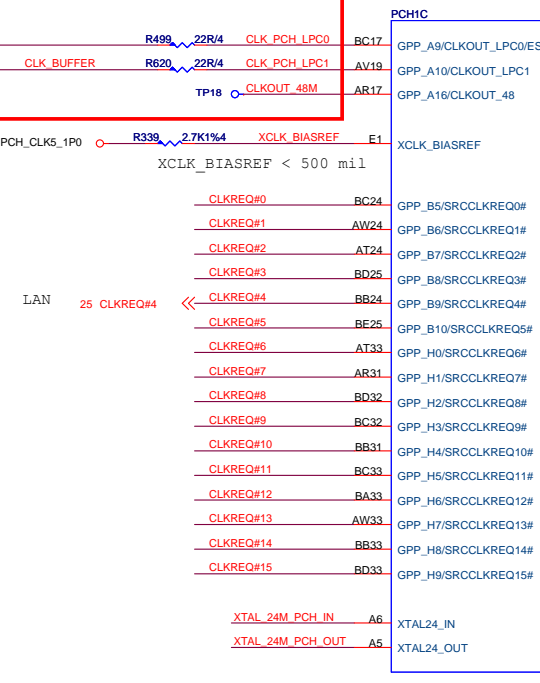 PCH1C
R499 22R/4 CLK_PCH_LPC0 BC17 GPP_A9/CLKOUT_LPC0/ES
CLK_BUFFER R620 22R/4 CLK_PCH_LPC1 AV19 GPP_A10/CLKOUT_LPC1
TP18 CLKOUT_48M AR17 GPP_A16/CLKOUT_48
PCH_CLK5_1P0 R339 2.7K1%4 XCLK_BIASREF E1 XCLK_BIASREF
XCLK_BIASREF < 500 mil
CLKREQ#0 BC24 GPP_B5/SRCCLKREQ0#
CLKREQ#1 AW24 GPP_B6/SRCCLKREQ1#
CLKREQ#2 AT24 GPP_B7/SRCCLKREQ2#
CLKREQ#3 BD25 GPP_B8/SRCCLKREQ3#
LAN 25 CLKREQ#4 CLKREQ#4 BB24 GPP_B9/SRCCLKREQ4#
CLKREQ#5 BE25 GPP_B10/SRCCLKREQ5#
CLKREQ#6 AT33 GPP_H0/SRCCLKREQ6#
CLKREQ#7 AR31 GPP_H1/SRCCLKREQ7#
CLKREQ#8 BD32 GPP_H2/SRCCLKREQ8#
CLKREQ#9 BC32 GPP_H3/SRCCLKREQ9#
CLKREQ#10 BB31 GPP_H4/SRCCLKREQ10#
CLKREQ#11 BC33 GPP_H5/SRCCLKREQ11#
CLKREQ#12 BA33 GPP_H6/SRCCLKREQ12#
CLKREQ#13 AW33 GPP_H7/SRCCLKREQ13#
CLKREQ#14 BB33 GPP_H8/SRCCLKREQ14#
CLKREQ#15 BD33 GPP_H9/SRCCLKREQ15#
XTAL_24M_PCH_IN A6 XTAL24_IN
XTAL_24M_PCH_OUT A5 XTAL24_OUT